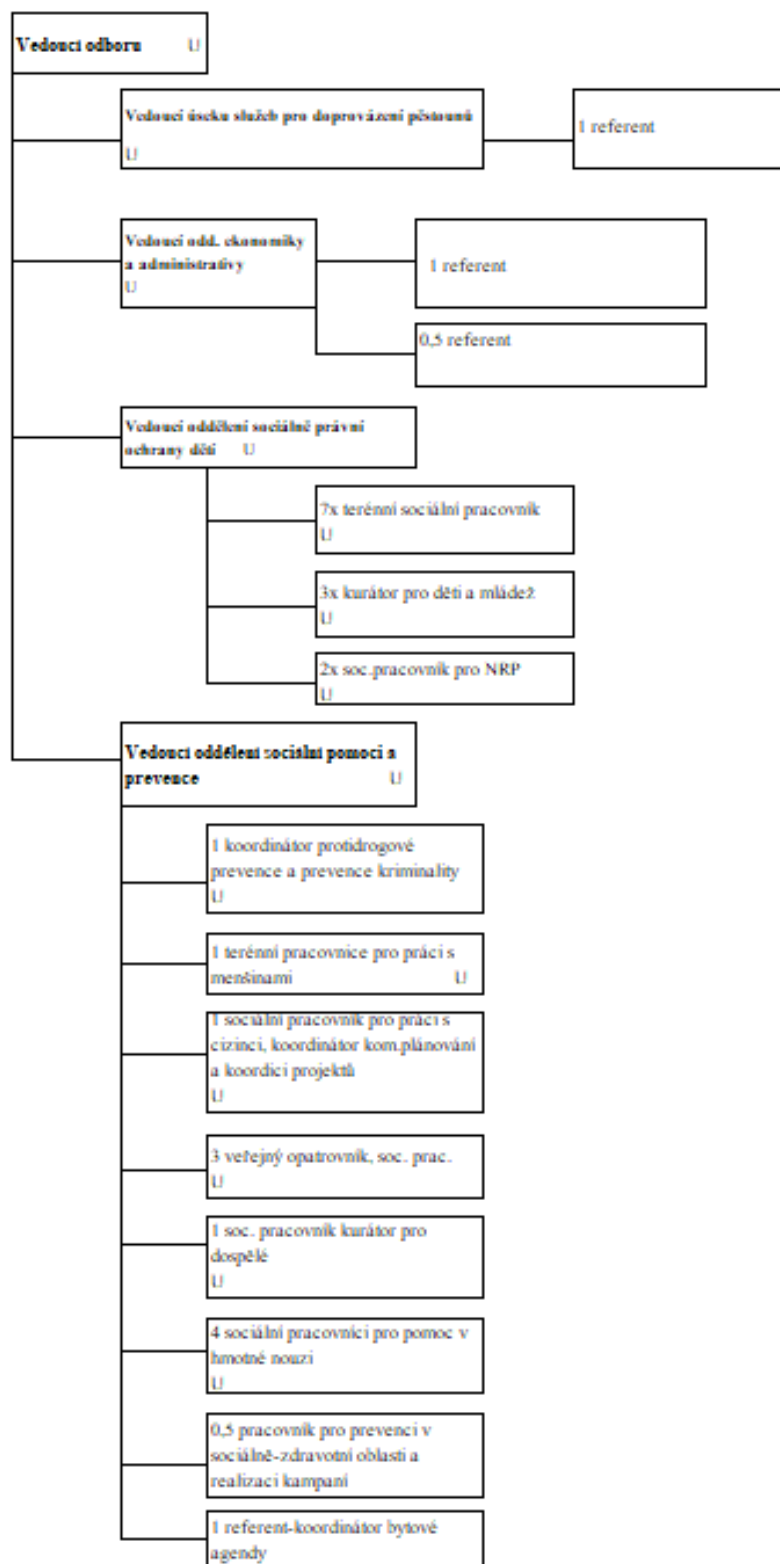 Vedoucí odboru U
Vedoucí úseku služeb pro doprovázení pěstounů
U
1 referent
Vedoucí odd. ekonomiky
a administrativy
U
1 referent
0,5 referent
Vedoucí oddělení sociálně právní
ochrany dětí U
7x terénní sociální pracovník
U
3x kurátor pro děti a mládež
U
2x soc.pracovník pro NRP
U
Vedoucí oddělení sociální pomoci a
prevence U
1 koordinátor protidrogové
prevence a prevence kriminality
U
1 terénní pracovnice pro práci s
menšinami U
1 sociální pracovník pro práci s
cizinci, koordinátor kom.plánování
a koordici projektů
U
3 veřejný opatrovník, soc. prac.
U
1 soc. pracovník kurátor pro
dospělé
U
4 sociální pracovníci pro pomoc v
hmotné nouzi
U
0,5 pracovník pro prevenci v
sociálně-zdravotní oblasti a
realizaci kampaní
1 referent-koordinátor bytové
agendy